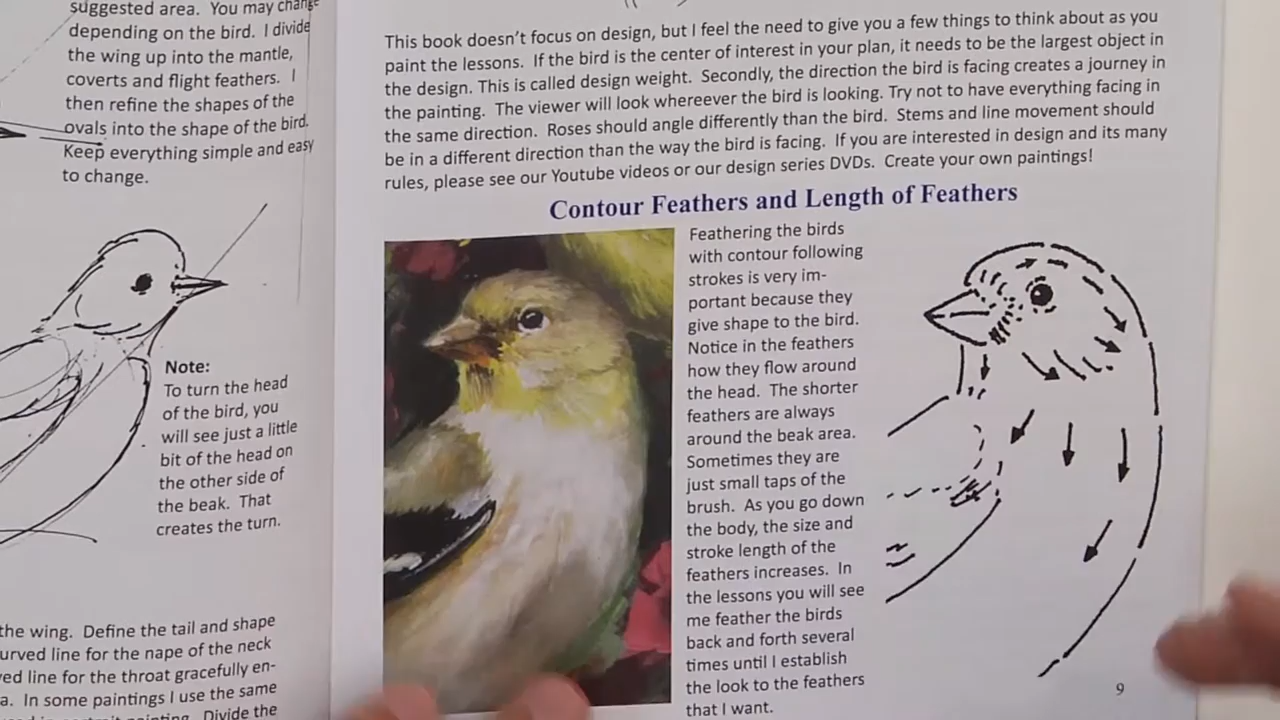 suggested area. You may change
depending on the bird. I divide
the wing up into the mantle,
coverts and flight feathers. I
then refine the shapes of the
ovals into the shape of the bird.
Keep everything simple and easy
to change.
Note:
To turn the head
of the bird, you
will see just a little
bit of the head on
the other side of
the beak. That
creates the turn.
the wing. Define the tail and shape
urved line for the nape of the neck
ved line for the throat gracefully en-
a. In some paintings I use the same
painting. Divide the
This book doesn't focus on design, but I feel the need to give you a few things to think about as you
paint the lessons. If the bird is the center of interest in your plan, it needs to be the largest object in
the design. This is called design weight. Secondly, the direction the bird is facing creates a journey in
the painting. The viewer will look whereever the bird is looking. Try not to have everything facing in
the same direction. Roses should angle differently than the bird. Stems and line movement should
be in a different direction than the way the bird is facing. If you are interested in design and its many
rules, please see our Youtube videos or our design series DVDs. Create your own paintings!
Contour Feathers and Length of Feathers
Feathering the birds
with contour following
strokes is very im-
portant because they
give shape to the bird.
Notice in the feathers
how they flow around
the head. The shorter
feathers are always
around the beak area.
Sometimes they are
just small taps of the
brush. As you go down
the body, the size and
stroke length of the
feathers increases. In
the lessons you will see
me feather the birds
back and forth several
times until I establish
the look to the feathers
that I want.
9